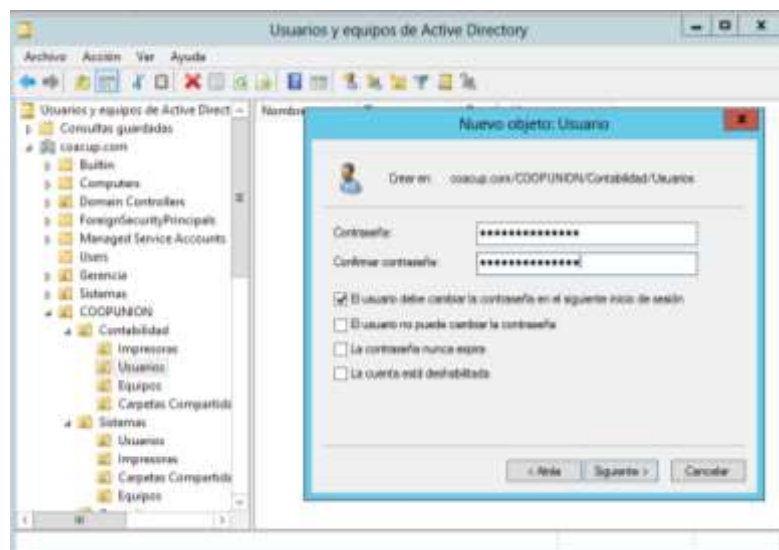 Usuarios y equipos de Active Directory
Archivo Acción Ver Ayuda
Usuarios y equipos de Active Direct
Consultas guardadas
coacup.com
Builtin
Computers
Domain Controllers
ForeignSecurityPrincipals
Managed Service Accounts
Users
Gerencia
Sistemas
COOPUNION
Contabilidad
Impresoras
Usuarios
Equipos
Carpetas Compartida
Sistemas
Usuarios
Impresoras
Carpetas Compartida
Equipos
Nombre
Nuevo objeto: Usuario
Crear en: coacup.com/COOPUNION/Contabilidad/Usuarios
Contraseña:
Confirmar contraseña:
El usuario debe cambiar la contraseña en el siguiente inicio de sesión
El usuario no puede cambiar la contraseña
La contraseña nunca expira
La cuenta está deshabilitada
< Atrás Siguiente > Cancelar